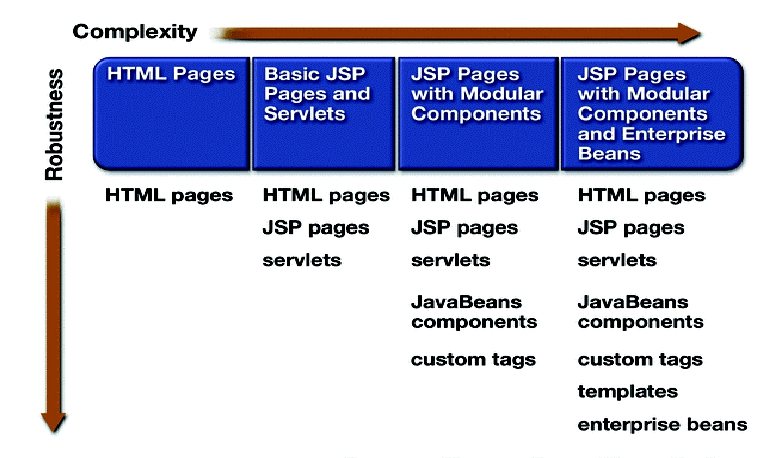 Complexity
Robustness
HTML Pages
Basic JSP
Pages and
Servlets
JSP Pages
with Modular
Components
JSP Pages
with Modular
Components
and Enterprise
Beans
HTML pages
HTML pages
JSP pages
servlets
HTML pages
JSP pages
servlets
JavaBeans
components
custom tags
HTML pages
JSP pages
servlets
JavaBeans
components
custom tags
templates
enterprise beans